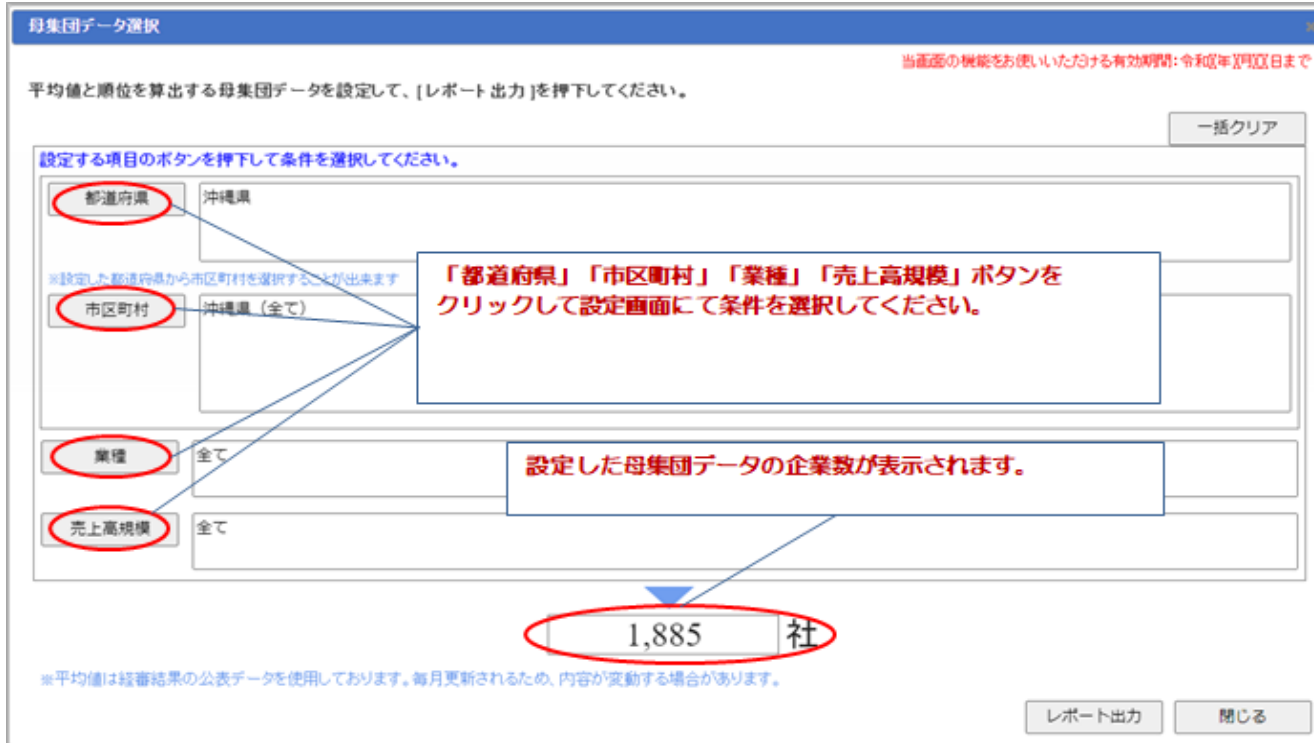 母集団データ選択
当画面の機能をお使いいただける有効期間:令和XX年XX月XX日まで
平均値と順位を算出する母集団データを設定して、[レポート出力]を押下してください。
一括クリア
設定する項目のボタンを押下して条件を選択してください。
都道府県
沖縄県
※設定した都道府県から市区町村を選択することが出来ます
「都道府県」「市区町村」「業種」「売上高規模」ボタンを
クリックして設定画面にて条件を選択してください。
市区町村
沖縄県（全て）
業種
全て
設定した母集団データの企業数が表示されます。
売上高規模
全て
1,885 社
※平均値は経審結果の公表データを使用しております。毎月更新されるため、内容が変動する場合があります。
レポート出力
閉じる